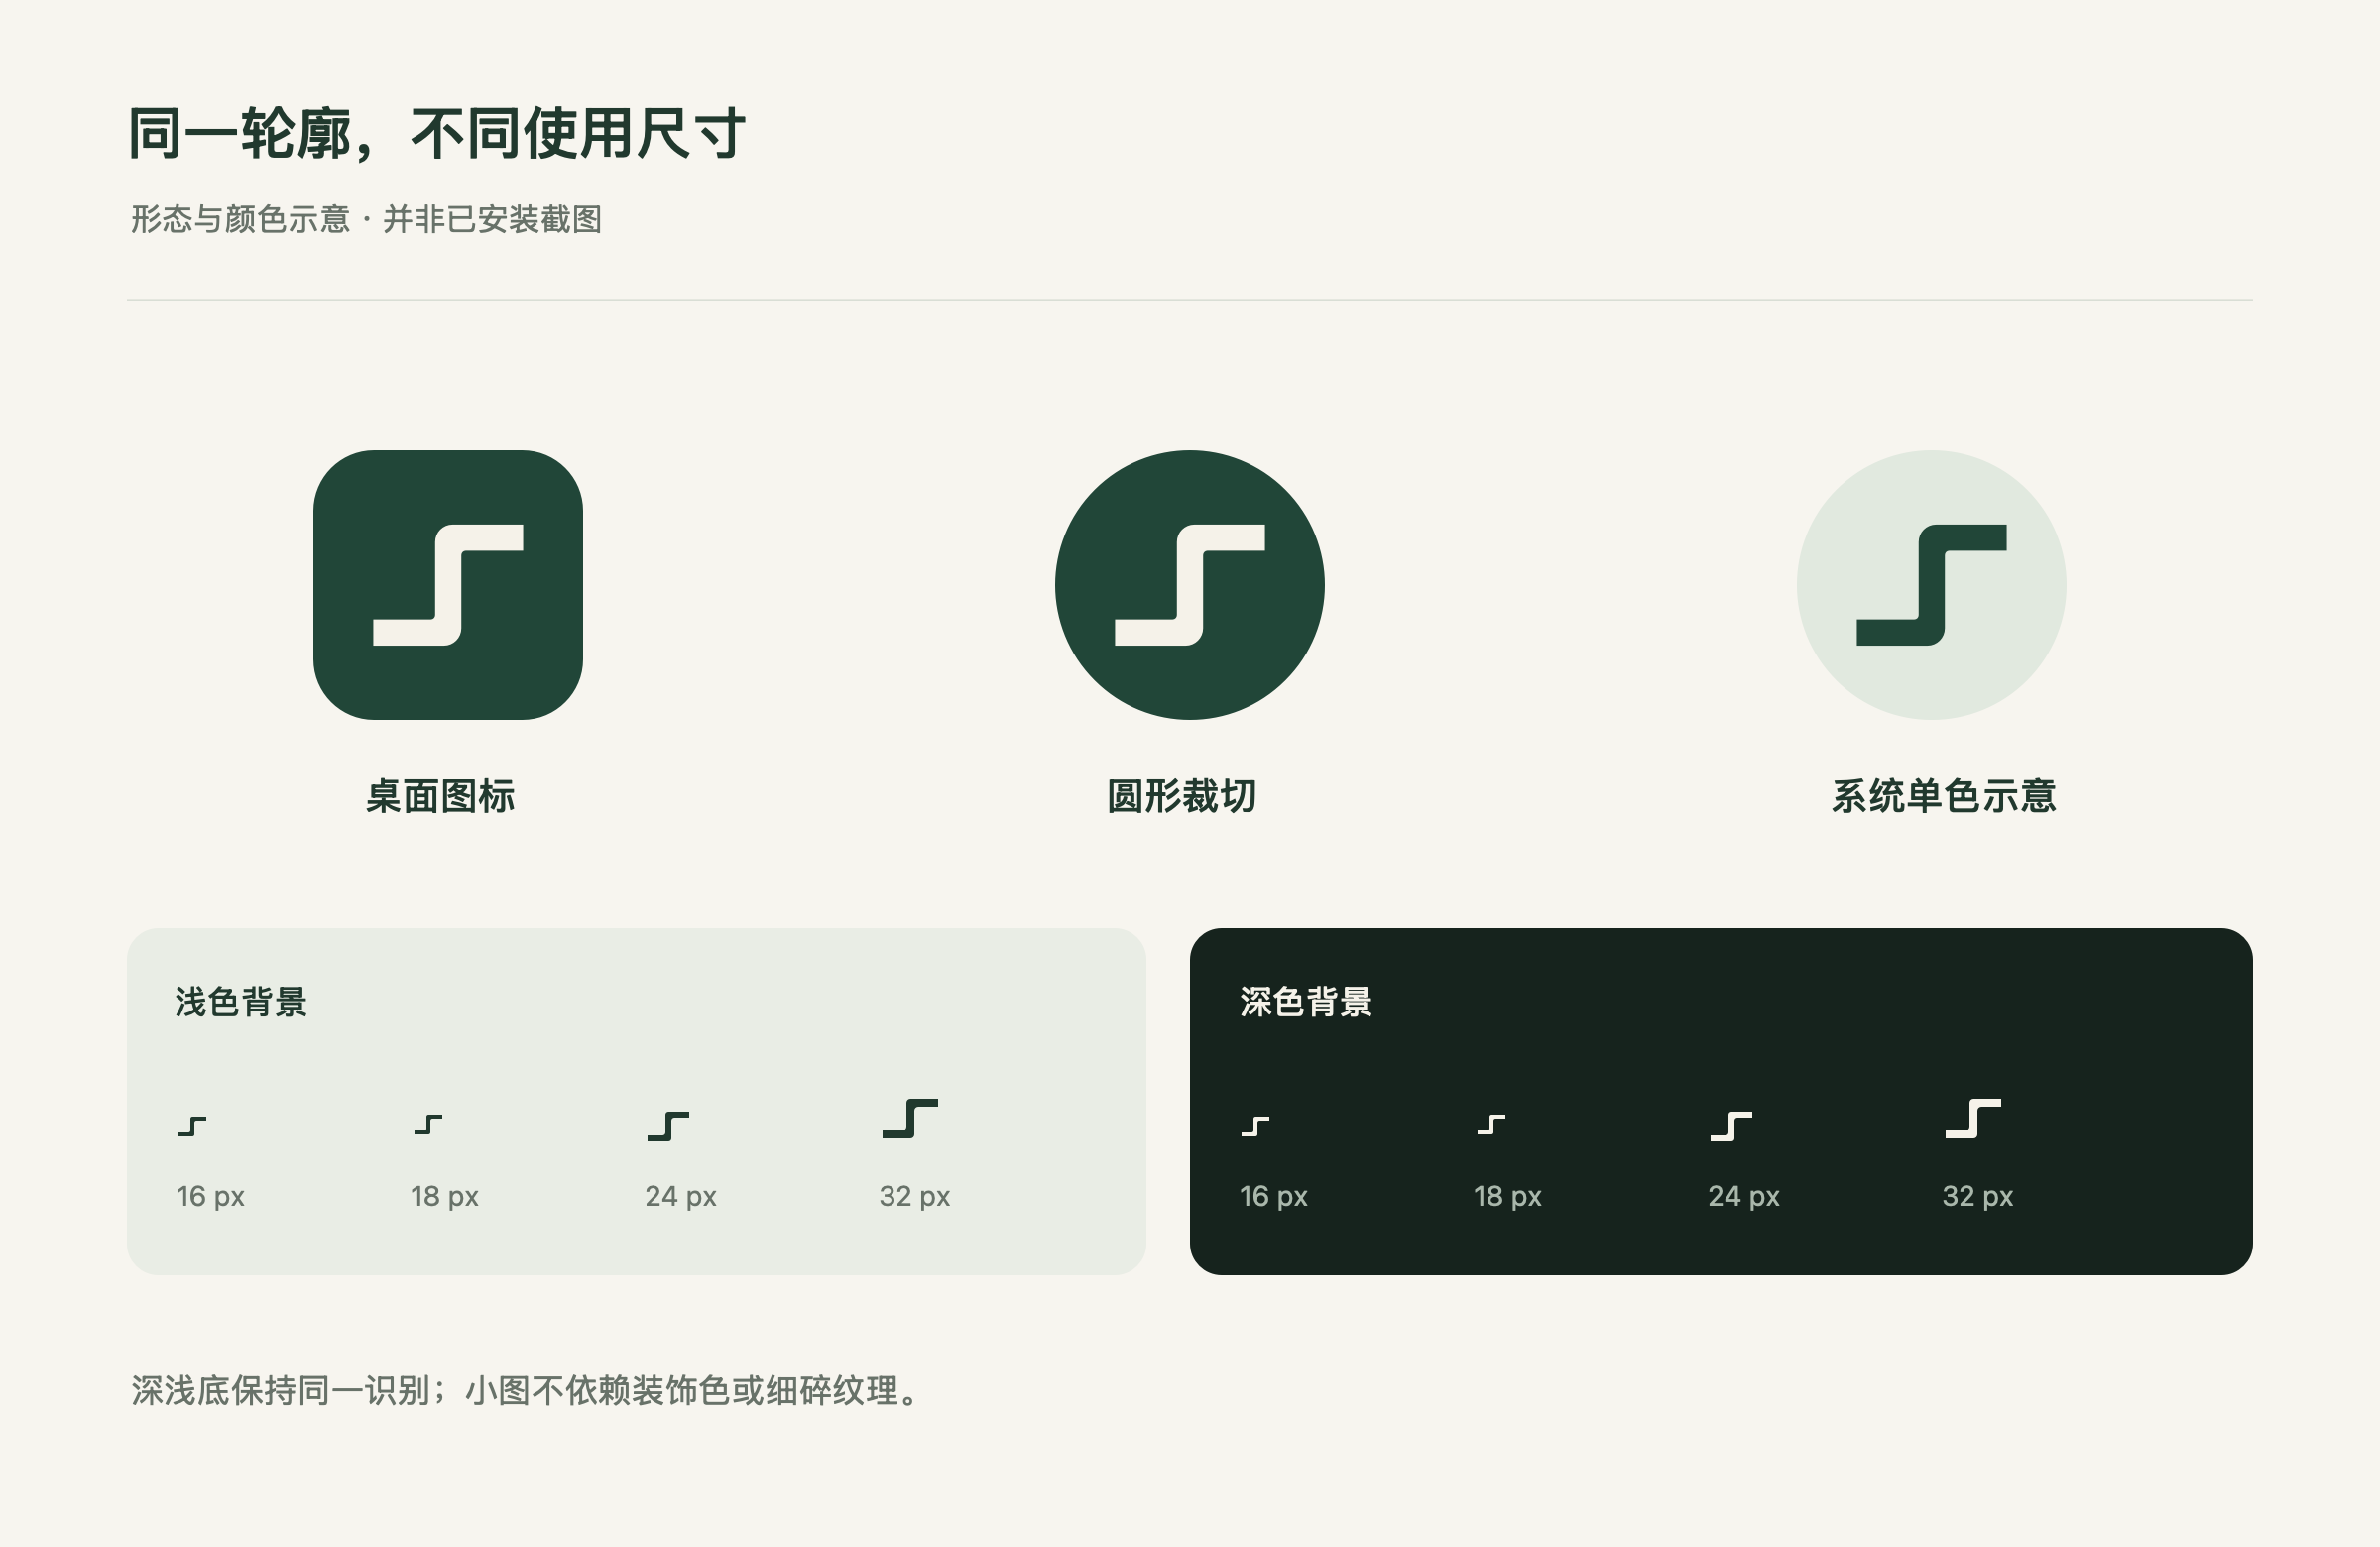 同一轮廓，不同使用尺寸
形态与颜色示意 · 并非已安装截图
桌面图标
圆形裁切
系统单色示意
浅色背景
16 px
18 px
24 px
32 px
深色背景
16 px
18 px
24 px
32 px
深浅底保持同一识别；小图不依赖装饰色或细碎纹理。